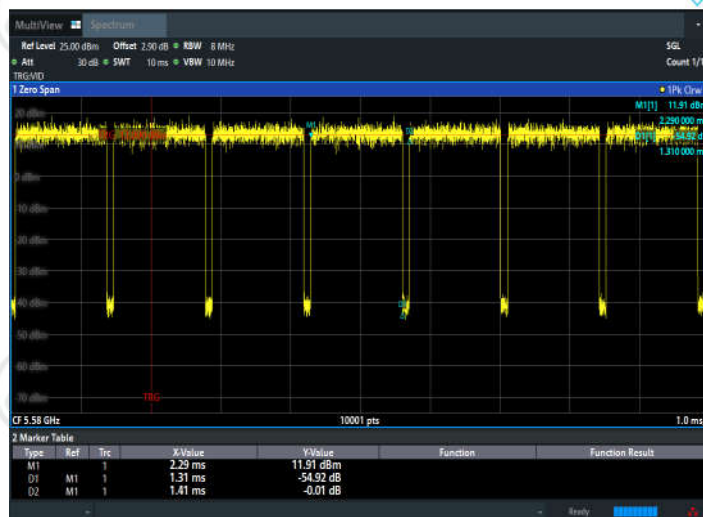 MultiView Spectrum
Ref Level 25.00 dBm Offset 2.90 dB RBW 8 MHz SGL
Att 30 dB SWT 10 ms VBW 10 MHz Count 1/1
TRG:VID
1 Zero Span 1Pk Clrw
M1[1] 11.91 dBm
2.290 000 m
20 dBm
M1
D2
D1[1] -54.92 d
1.310 000 m
0 dBm
-10 dBm
-20 dBm
-30 dBm
-40 dBm
D1
-50 dBm
-60 dBm
-70 dBm
TRG
CF 5.58 GHz 10001 pts 1.0 ms
2 Marker Table
Type Ref Trc X-Value Y-Value Function Function Result
M1 1 2.29 ms 11.91 dBm
D1 M1 1 1.31 ms -54.92 dB
D2 M1 1 1.41 ms -0.01 dB
Ready